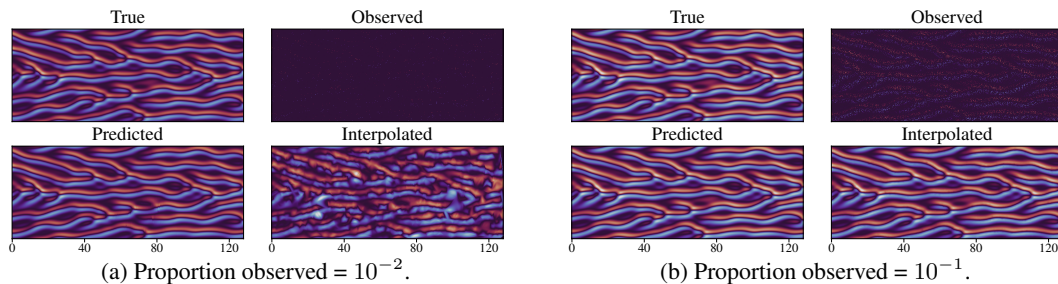 True Observed
Predicted Interpolated
0 40 80 120 0 40 80 120
(a) Proportion observed = 10⁻².
True Observed
Predicted Interpolated
0 40 80 120 0 40 80 120
(b) Proportion observed = 10⁻¹.